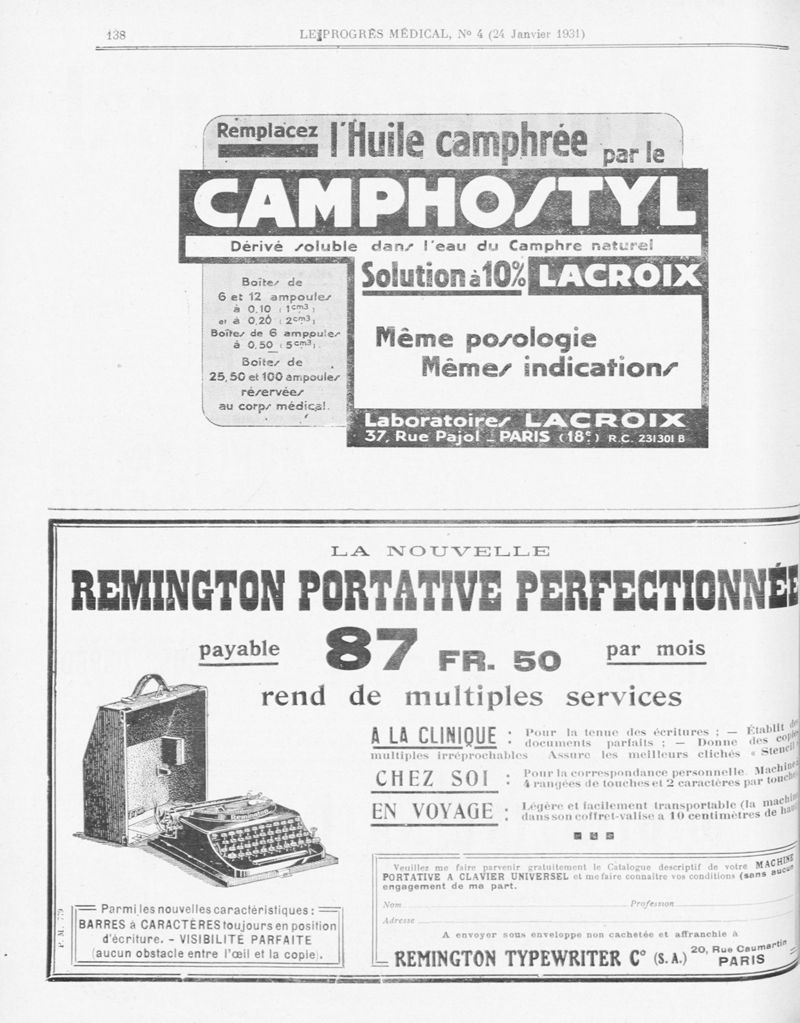 138
LE PROGRÈS MÉDICAL, No 4 (24 Janvier 1931)
Remplacez l'Huile camphrée par le
CAMPHOSTYL
Dérivé soluble dans l'eau du Camphre naturel
Solution à 10% LACROIX
Boîtes de
6 et 12 ampoules
à 0,10 (1cm3)
et à 0,20 (2cm3)
Boîtes de 6 ampoules
à 0,50 (5cm3).
Boîtes de
25, 50 et 100 ampoules
réservées
au corps médical.
Même posologie
Mêmes indications
Laboratoires LACROIX
37, Rue Pajol _ PARIS (18e) R.C. 231301 B
LA NOUVELLE
REMINGTON PORTATIVE PERFECTIONNÉE
payable 87 FR. 50 par mois
rend de multiples services
A LA CLINIQUE : Pour la tenue des écritures ; — Établit des
documents parfaits ; — Donne des copies
multiples irréprochables Assure les meilleurs clichés « Stencil »
CHEZ SOI : Pour la correspondance personnelle. Machine à
4 rangées de touches et 2 caractères par touche
EN VOYAGE : Légère et facilement transportable (la machine
dans son coffret-valise a 10 centimètres de haut
Veuillez me faire parvenir gratuitement le Catalogue descriptif de votre MACHINE
PORTATIVE A CLAVIER UNIVERSEL et me faire connaître vos conditions (sans aucun
engagement de ma part.
Nom Profession
Adresse
A envoyer sous enveloppe non cachetée et affranchie à
REMINGTON TYPEWRITER Co (S.A.) 20, Rue Caumartin
PARIS
Parmi les nouvelles caractéristiques :
BARRES à CARACTÈRES toujours en position
d'écriture. - VISIBILITÉ PARFAITE
(aucun obstacle entre l'œil et la copie).
P. M. 779